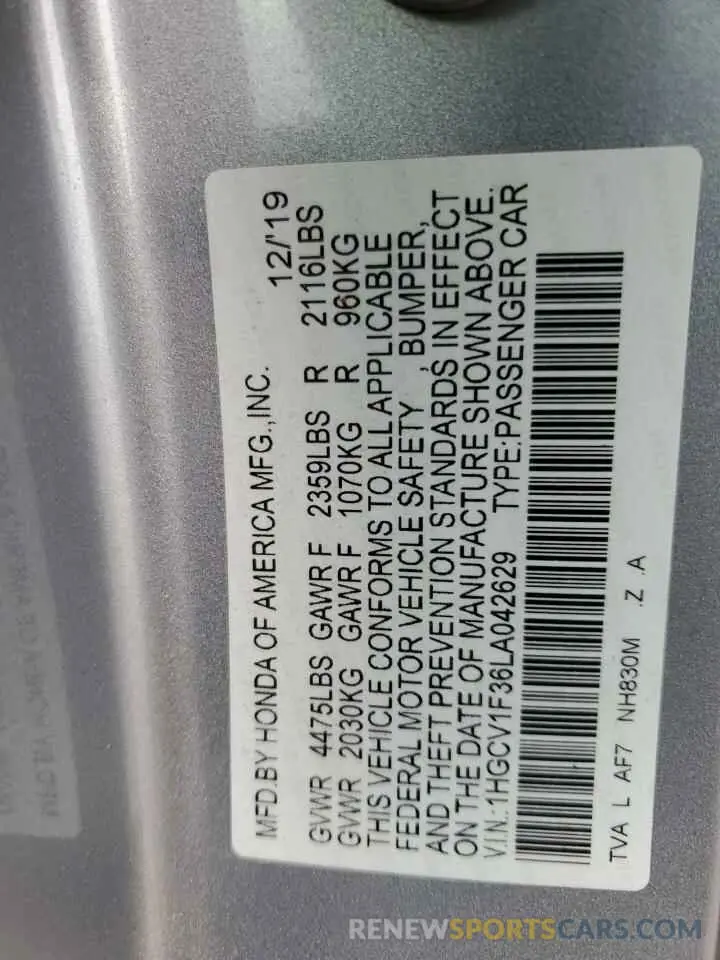 MFD.BY HONDA OF AMERICA MFG.,INC. 12/'19
GVWR 4475LBS GAWR F 2359LBS R 2116LBS
GVWR 2030KG GAWR F 1070KG R 960KG
THIS VEHICLE CONFORMS TO ALL APPLICABLE
FEDERAL MOTOR VEHICLE SAFETY , BUMPER,
AND THEFT PREVENTION STANDARDS IN EFFECT
ON THE DATE OF MANUFACTURE SHOWN ABOVE.
V.I.N.:1HGCV1F36LA042629 TYPE:PASSENGER CAR
TVA L AF7 NH830M .Z .A
RENEWSPORTSCARS.COM